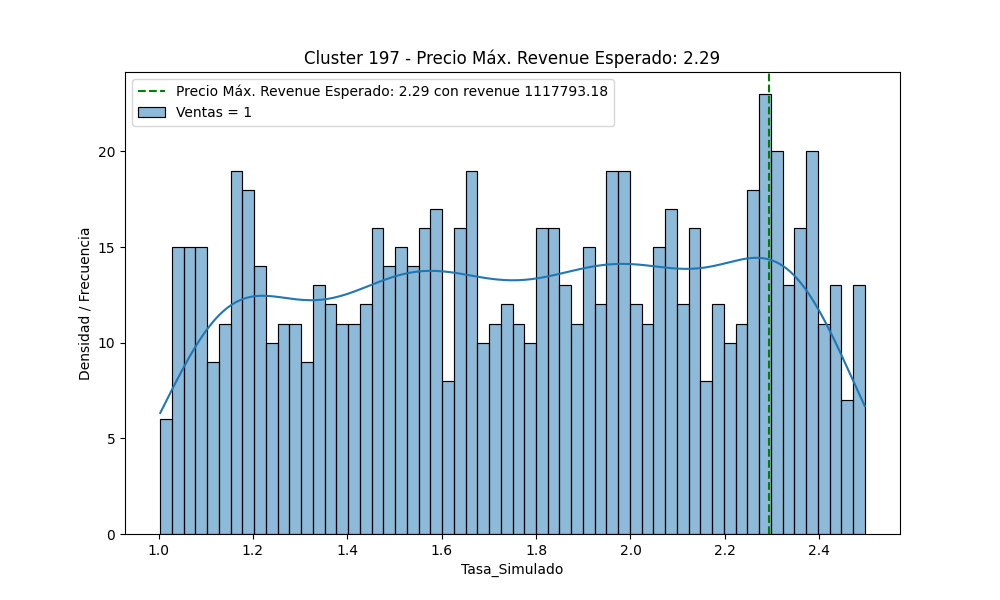 Cluster 197 - Precio Máx. Revenue Esperado: 2.29
Precio Máx. Revenue Esperado: 2.29 con revenue 1117793.18
Ventas = 1
Densidad / Frecuencia
20
15
10
5
0
1.0 1.2 1.4 1.6 1.8 2.0 2.2 2.4
Tasa_Simulado